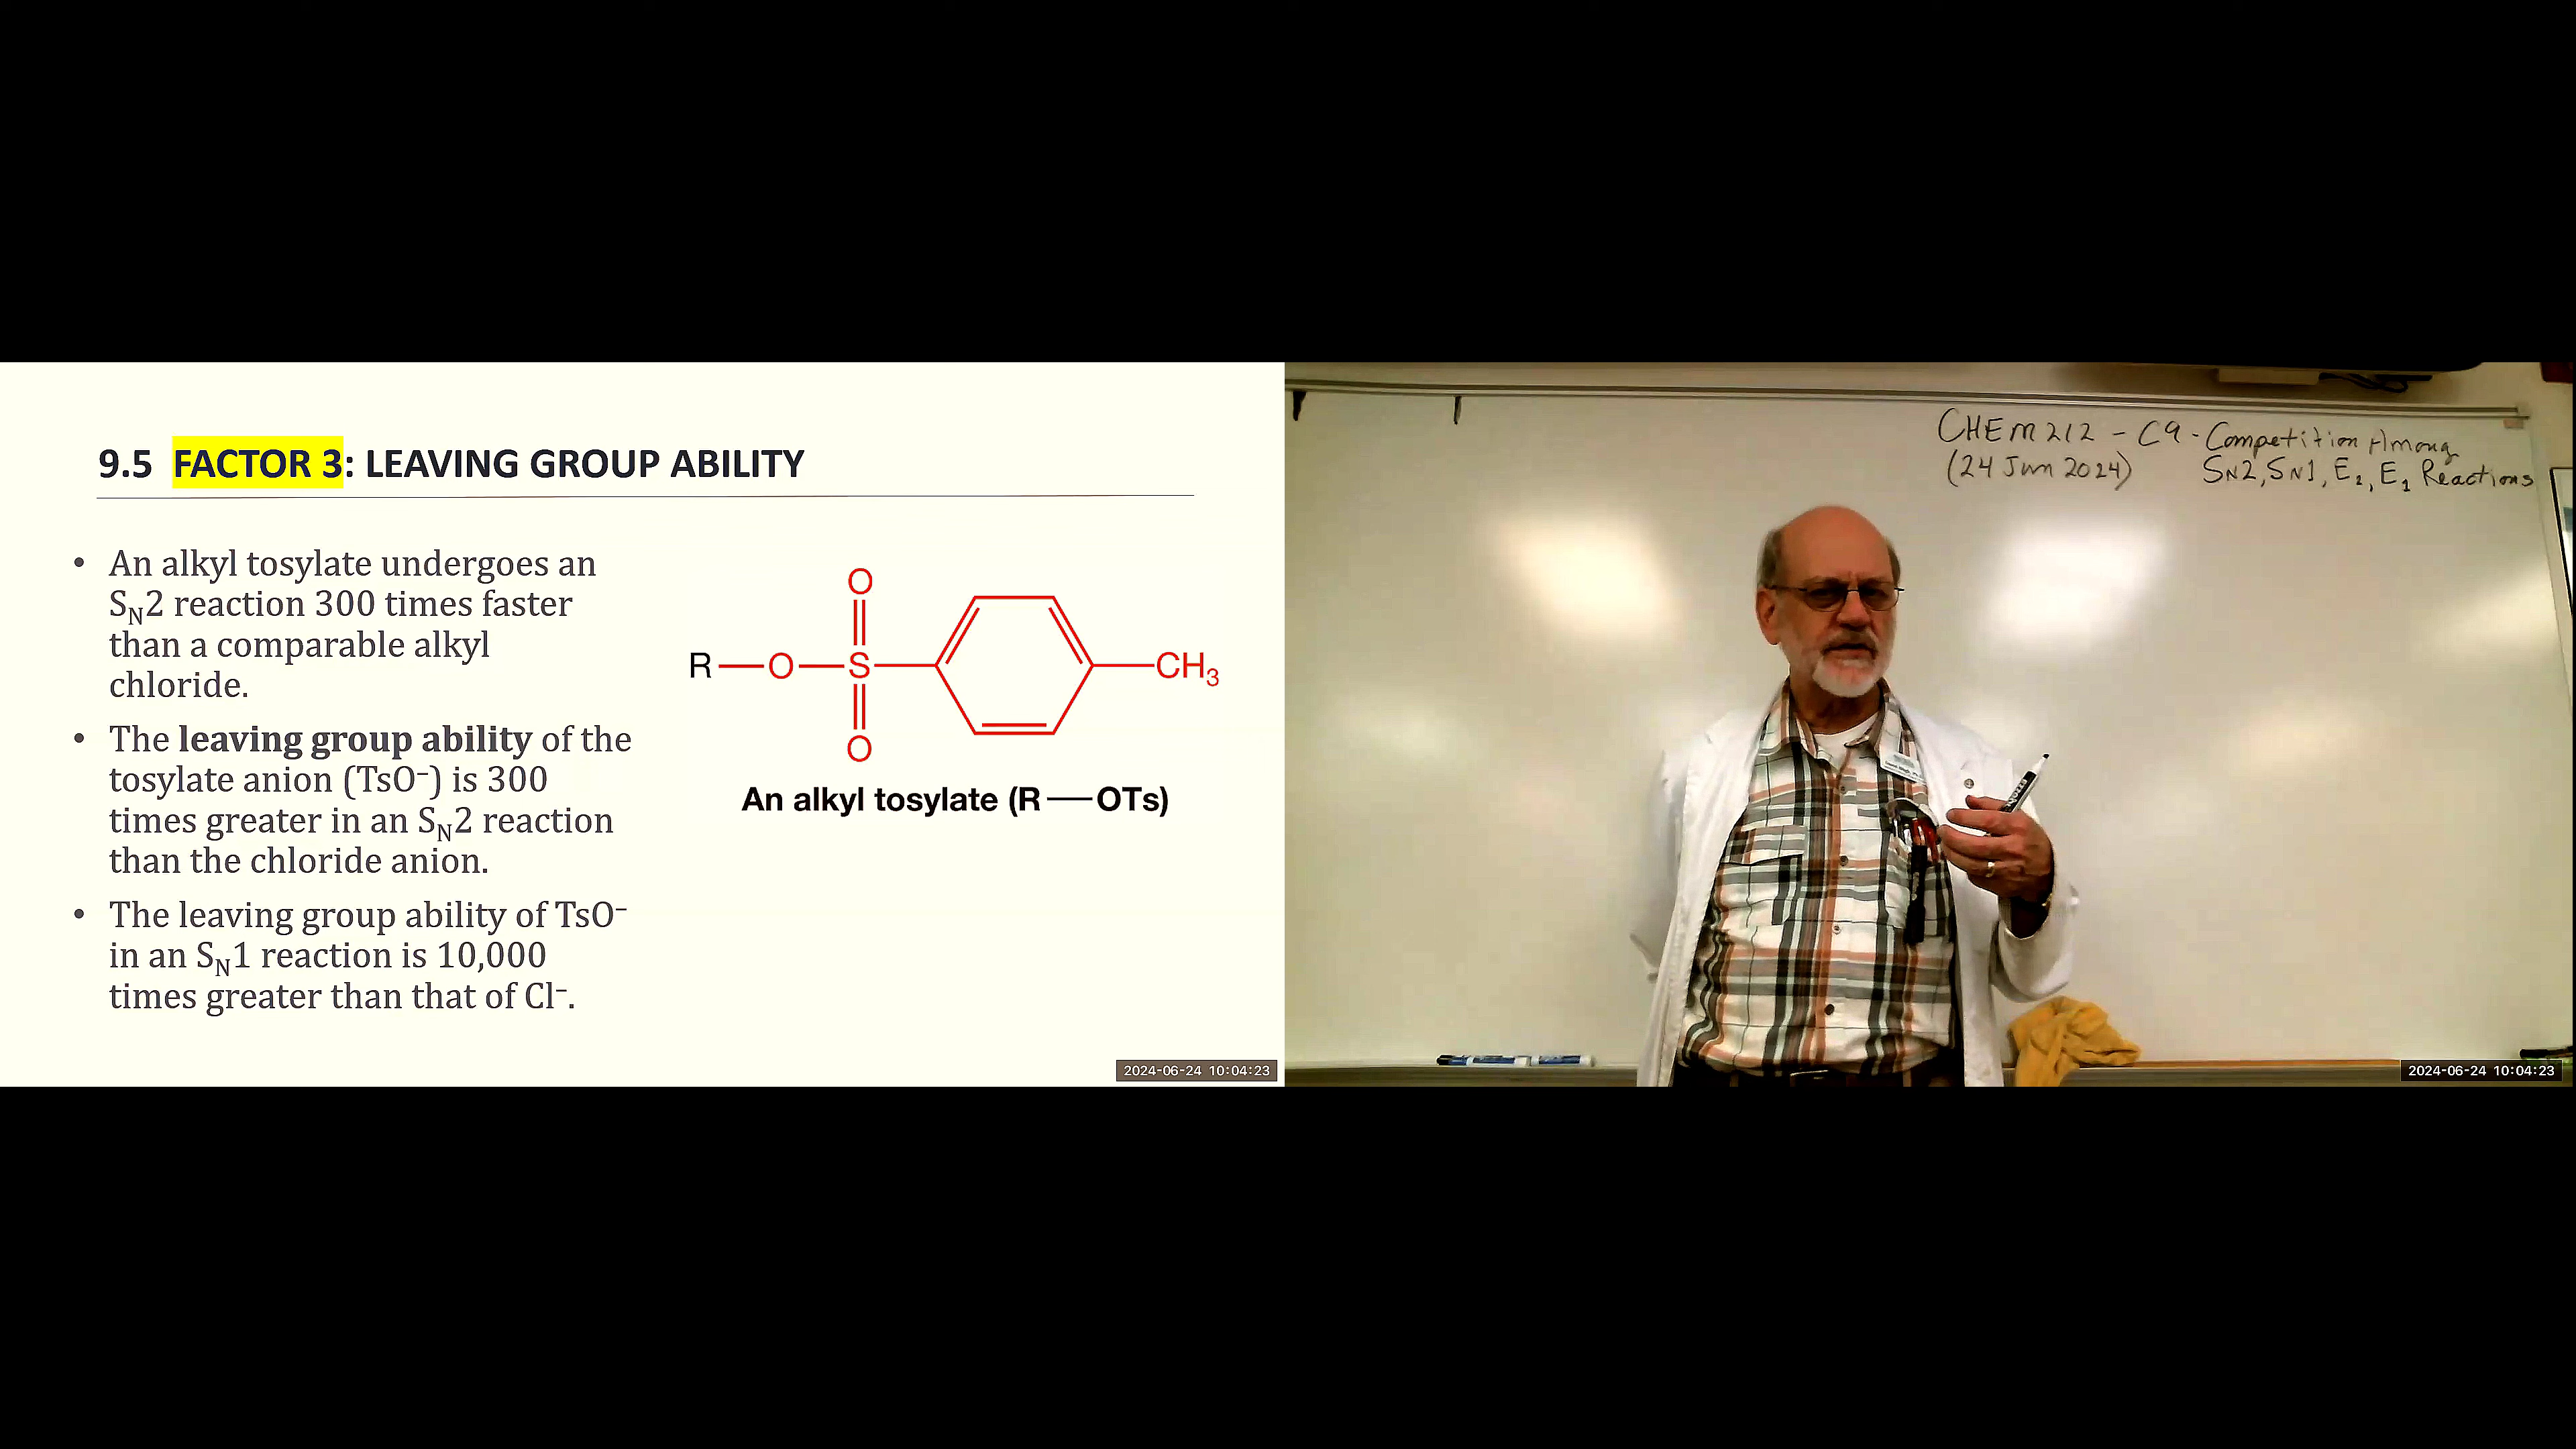 9.5 FACTOR 3: LEAVING GROUP ABILITY
• An alkyl tosylate undergoes an
S_N2 reaction 300 times faster
than a comparable alkyl
chloride.
• The leaving group ability of the
tosylate anion (TsO⁻) is 300
times greater in an S_N2 reaction
than the chloride anion.
• The leaving group ability of TsO⁻
in an S_N1 reaction is 10,000
times greater than that of Cl⁻.
O
R—O—S—CH₃
O
An alkyl tosylate (R—OTs)
2024-06-24 10:04:23
CHEM 212 - C9 - Competition Among
(24 Jun 2024) SN2, SN1, E₂, E₁ Reactions
2024-06-24 10:04:23